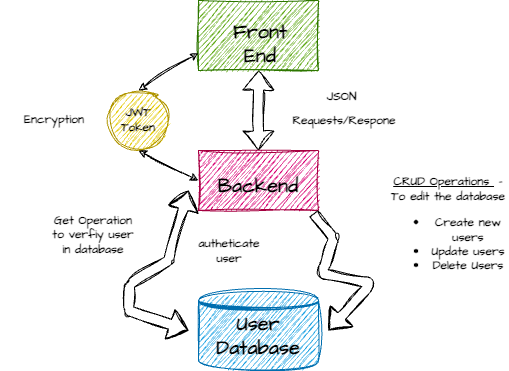 Front
End
JSON
Requests/Respone
JWT
Token
Encryption
Backend
CRUD Operations  -
To edit the database
Create new
users
Update users
Delete Users
Get Operation
to verfiy user
in database
autheticate
user
User
Database